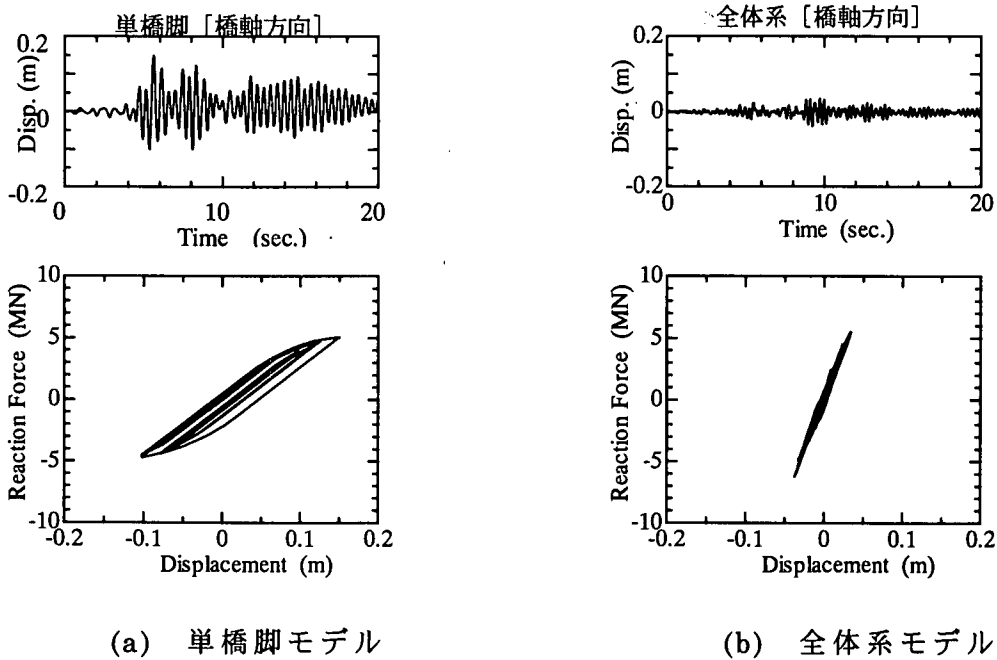 単橋脚 [橋軸方向]
0.2
0
-0.2
Disp. (m)
0 10 20
Time (sec.)
全体系 [橋軸方向]
0.2
0
-0.2
Disp. (m)
0 10 20
Time (sec.)
10
5
0
-5
-10
Reaction Force (MN)
-0.2 -0.1 0 0.1 0.2
Displacement (m)
10
5
0
-5
-10
Reaction Force (MN)
-0.2 -0.1 0 0.1 0.2
Displacement (m)
(a) 単橋脚モデル
(b) 全体系モデル